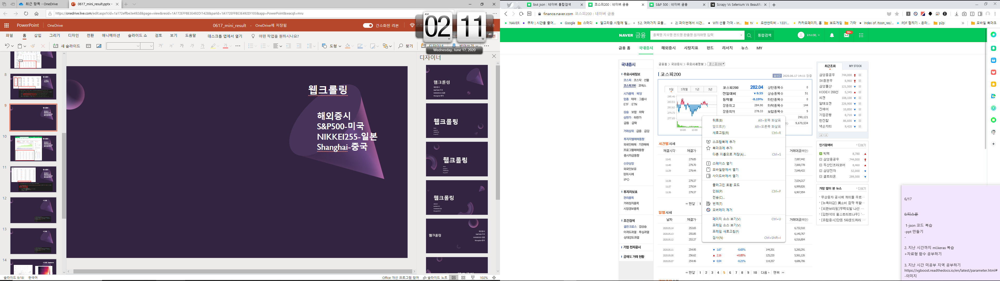 최근 항목 - OneDrive
0617_mini_result.pptx -
https://onedrive.live.com/edit.aspx?cid=1a172effbe3e492d&page=view&resid=1A172EFFBE3E492D!1428&parId=1A172EFFBE3E492D!103&app=PowerPoint&wacqt=mru
PowerPoint OneDrive
0617_mini_result - OneDrive에 저장됨
간소화된 리본
파일 홈 삽입 그리기 디자인 전환 애니메이션 슬라이드 쇼 검토 보기 도움말 데스크톱 앱에서 열기 어떤 작업을 원하시나요?
새 슬라이드
도형
찾기
디자이너
받아쓰기
AM
02 11
H M
Wednesday, June 17, 2020
디자이너
8
9
10
11
12
13
14
웹크롤링
해외증시
S&P500-미국
NIKKEI255-일본
Shanghai-중국
웹크롤링
웹크롤링
웹크롤링
웹크롤링
웹크롤링
슬라이드 9/18 한국어
Office 개선 프로그램 참여 슬라이드 노트 102%
bs4 json : 네이버 통합검색
코스피200 : 네이버 금융
S&P 500 : 네이버 금융
Scrapy Vs Selenium Vs Beautifu
finance.naver.com 코스피200 : 네이버 금융
NAVER
쿠차 | 시간을 줄여...
Google
스터디
알고리즘 시험에 필...
5.2. 여러가지 모듈...
2) 파이썬에서 시간...
WTI 선물 가격 - In...
tv
요싼싼티비 - 1331...
카카오페이지, 홈
보드게임
기타
Index of /toon_res/...
PDF 합치기 - 온라...
p2p
모바일 북마크
NAVER 금융
종목명·지수명·펀드명·환율명·원자재명 입력
통합검색
khm98..
99+
금융 홈 국내증시 해외증시 시장지표 펀드 리서치 뉴스 MY
국내증시
주요시세정보
코스피 코스닥 선물
코스피200 코넥스
시가총액 배당
업종 테마 그룹사
ETF ETN
상승 보합 하락
상한가 하한가
급등 급락
거래상위 급증 급감
투자자별매매동향
외국인매매 기관매매
프로그램매매동향
증시자금동향
신규상장
외국인보유
장외시세
IPO
투자자보호
관리종목
거래정지종목
시장경보종목
조건검색
골든크로스 갭상승
이격도과열 투심과열
상대강도과열
기업 전자공시
공매도 거래 현황
금융홈 > 국내증시 > 주요시세정보 > 코스피200
코스피200
실시간 2020.06.17 14:11 장중
1일 3개월 1년 3년
285.41
283.51
281.62
279.73
277.83
10:00 12:00
코스피200 282.04 상한종목수 0
전일대비 ▼ 0.55 상승종목수 51
등락률 -0.19% 하한종목수 0
장중최고 284.90 하락종목수 144
장중최저 278.33 보합종목수 5
290,121
9,670,534
시간별시세
체결시각 체결가 거래대금(백만)
11:41 279.85 7,087,442
11:40 279.70 7,069,778
11:39 279.44 7,049,433
11:38 279.37 7,034,217
11:37 279.54 6,999,826
11:36 279.37 6,967,954
맨앞 1
일별시세
날짜 체결가 거래대금(백만)
2020.05.14 253.65 6,732,510
2020.05.13 255.85 6,140,767
2020.05.12 253.37 6,516,804
2020.05.11 254.95 ▼ 1.67 -0.65% 144,301 5,260,291
2020.05.08 256.62 ▲ 2.16 +0.85% 125,220 5,561,126
2020.05.07 254.46 ▼ 0.54 -0.21% 114,357 4,686,706
맨앞 1 2 3 4 5 6 7 8 9 10 다음 맨뒤
뒤로(B) Alt+왼쪽 화살표
앞으로(F) Alt+오른쪽 화살표
새로고침(R) Ctrl+R
스크랩북에 추가
북마크에 추가
다른 이름으로 저장(A)... Ctrl+S
스페이스 열기
모바일창에서 열기
사이드바에서 열기
플러그인 호환 모드
인쇄(P) Ctrl+P
전송(C)...
번역(T)
오버레이 제거
페이지 소스 보기(V) Ctrl+U
프레임 소스 보기(V)
프레임 새로고침(F)
검사(N) Ctrl+Shift+I
최근조회 MY STOCK
삼성중공우 744,000
SK증권우 6,960
삼성물산 121,500
KODEX 200선 5,345
씨젠 108,100
알테오젠 226,900
진에어 10,850
기업은행 8,710
한진칼 86,600
넥슨지티 9,420
인기검색어 더보기
1 빅텍 8,780
2 삼성중공우 744,000
3 두산인프라코어 8,460
4 삼성전자 52,000
5 셀트리온 289,500
가장 많이 본 뉴스 더보기
무상증자 공시에 개미들 우르...
[뉴욕마감] 美소비 깜짝 부활...
[외환브리핑]무력도발 나선 ...
[김현석의 월스트리트나우] '...
[유럽증시]단돈 5파운드짜리 ...
6/17
0.티스푼
1-json 코드 복습
-ppt 만들기
-
2. 지난 시간까지 ml.keras 복습
+자료형 함수 공부하기
3. 지난 시간 미공부 지역 공부하기
https://xgboost.readthedocs.io/en/latest/parameter.html#
-이미지